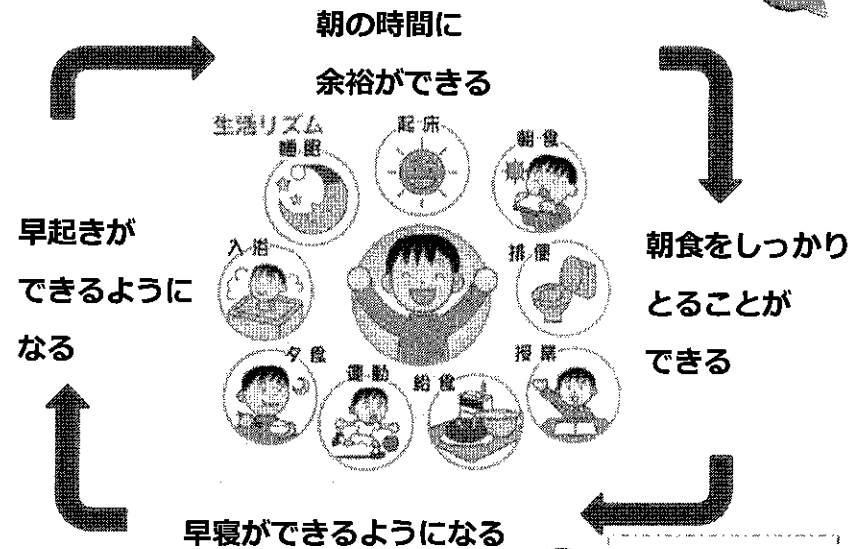 朝の時間に
余裕ができる
生活リズム
起床
朝食
睡眠
早起きが
できるように
なる
入浴
排便
朝食をしっかり
とることが
できる
夕食
運動
給食
授業
早寝ができるようになる